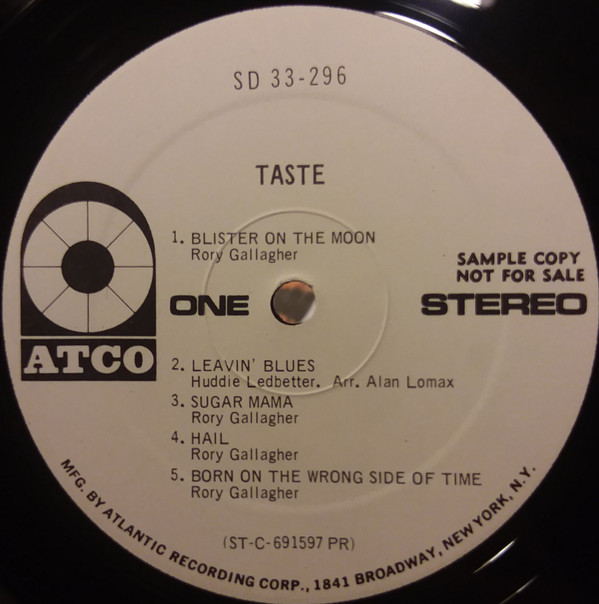 SD 33-296
TASTE
1. BLISTER ON THE MOON
Rory Gallagher
SAMPLE COPY
NOT FOR SALE
ONE
STEREO
ATCO
2. LEAVIN' BLUES
Huddie Ledbetter. Arr. Alan Lomax
3. SUGAR MAMA
Rory Gallagher
4. HAIL
Rory Gallagher
5. BORN ON THE WRONG SIDE OF TIME
Rory Gallagher
(ST-C-691597 PR)
MFG. BY ATLANTIC RECORDING CORP., 1841 BROADWAY, NEW YORK, N.Y.